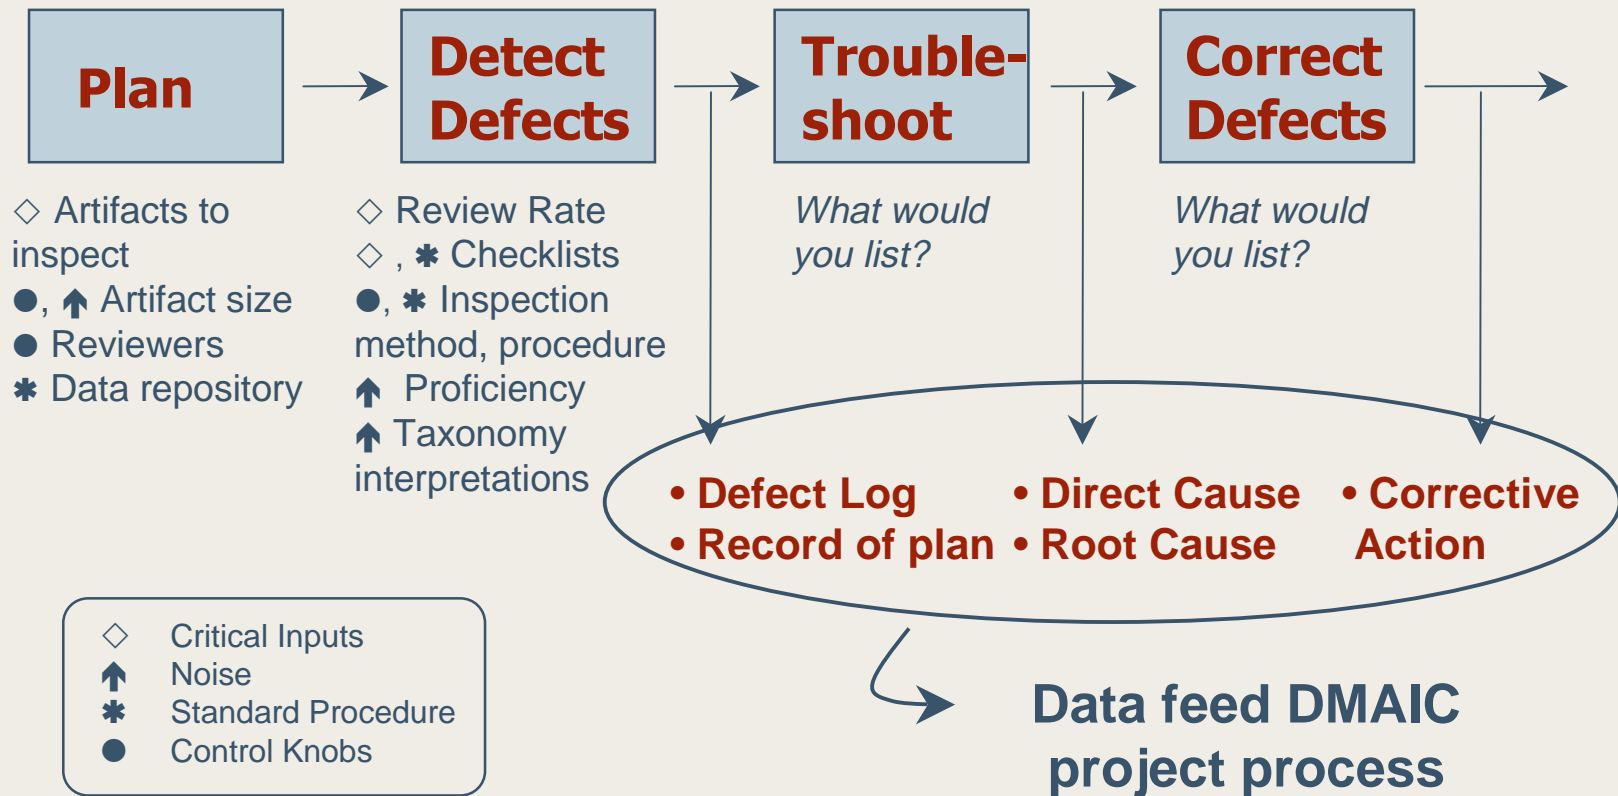 Plan
Detect
Defects
Trouble-
shoot
Correct
Defects
◇ Artifacts to
inspect
●, ↑ Artifact size
● Reviewers
✱ Data repository
◇ Review Rate
◇ , ✱ Checklists
●, ✱ Inspection
method, procedure
↑ Proficiency
↑ Taxonomy
interpretations
What would
you list?
What would
you list?
• Defect Log
• Record of plan
• Direct Cause
• Root Cause
• Corrective
Action
◇ Critical Inputs
↑ Noise
✱ Standard Procedure
● Control Knobs
Data feed DMAIC
project process